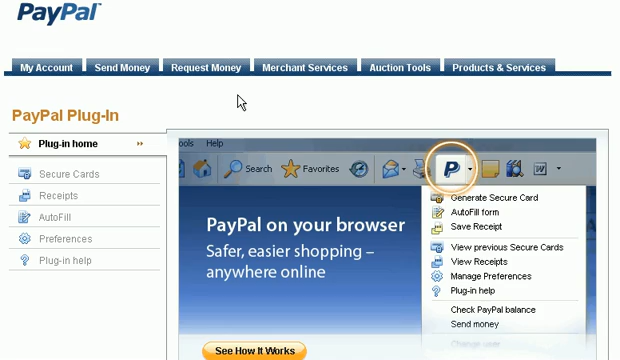 PayPal
My Account Send Money Request Money Merchant Services Auction Tools Products & Services
PayPal Plug-In
Plug-in home
Secure Cards
Receipts
AutoFill
Preferences
Plug-in help
ools Help
Search Favorites
Generate Secure Card
AutoFill form
Save Receipt
View previous Secure Cards
View Receipts
Manage Preferences
Plug-in help
Check PayPal balance
Send money
Change user
PayPal on your browser
Safer, easier shopping –
anywhere online
See How It Works